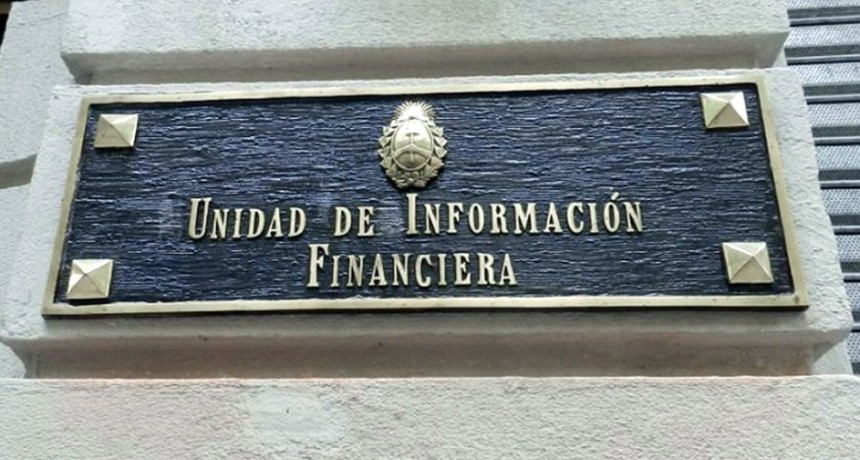 UNIDAD DE INFORMACIÓN
FINANCIERA